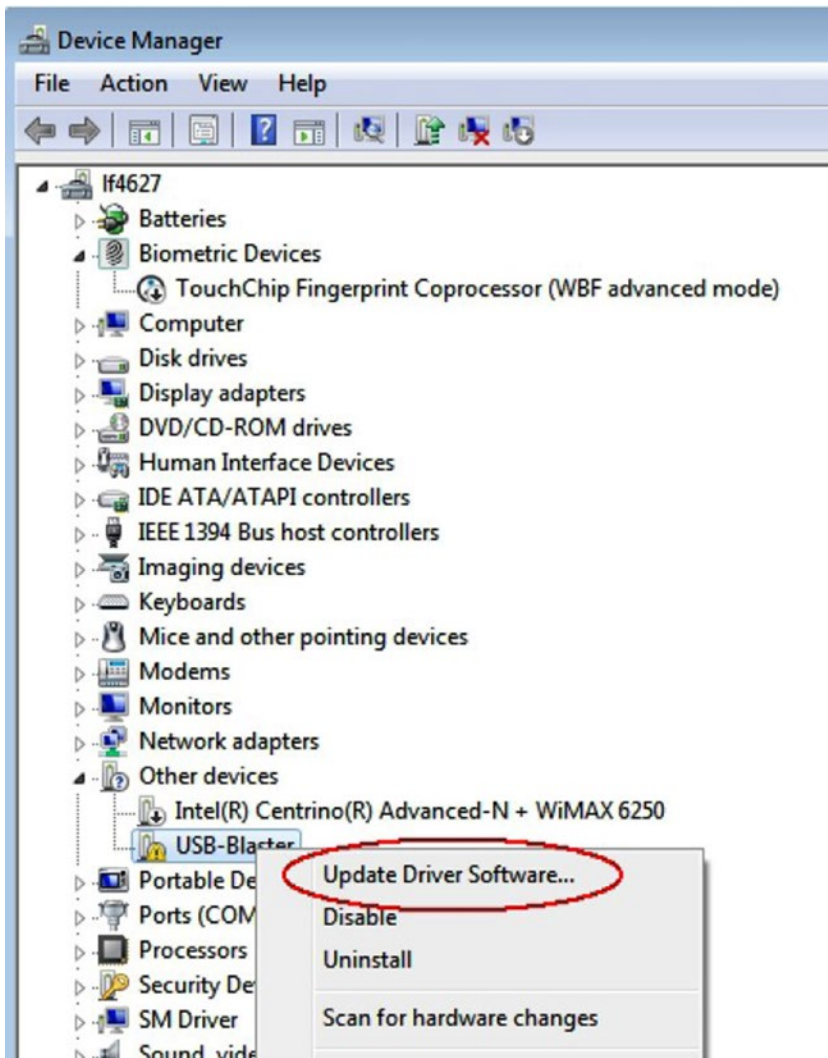 Device Manager
File Action View Help
lf4627
Batteries
Biometric Devices
TouchChip Fingerprint Coprocessor (WBF advanced mode)
Computer
Disk drives
Display adapters
DVD/CD-ROM drives
Human Interface Devices
IDE ATA/ATAPI controllers
IEEE 1394 Bus host controllers
Imaging devices
Keyboards
Mice and other pointing devices
Modems
Monitors
Network adapters
Other devices
Intel(R) Centrino(R) Advanced-N + WiMAX 6250
USB-Blaster
Update Driver Software...
Portable De
Disable
Ports (COM
Uninstall
Processors
Security De
Scan for hardware changes
SM Driver
Sound, vide